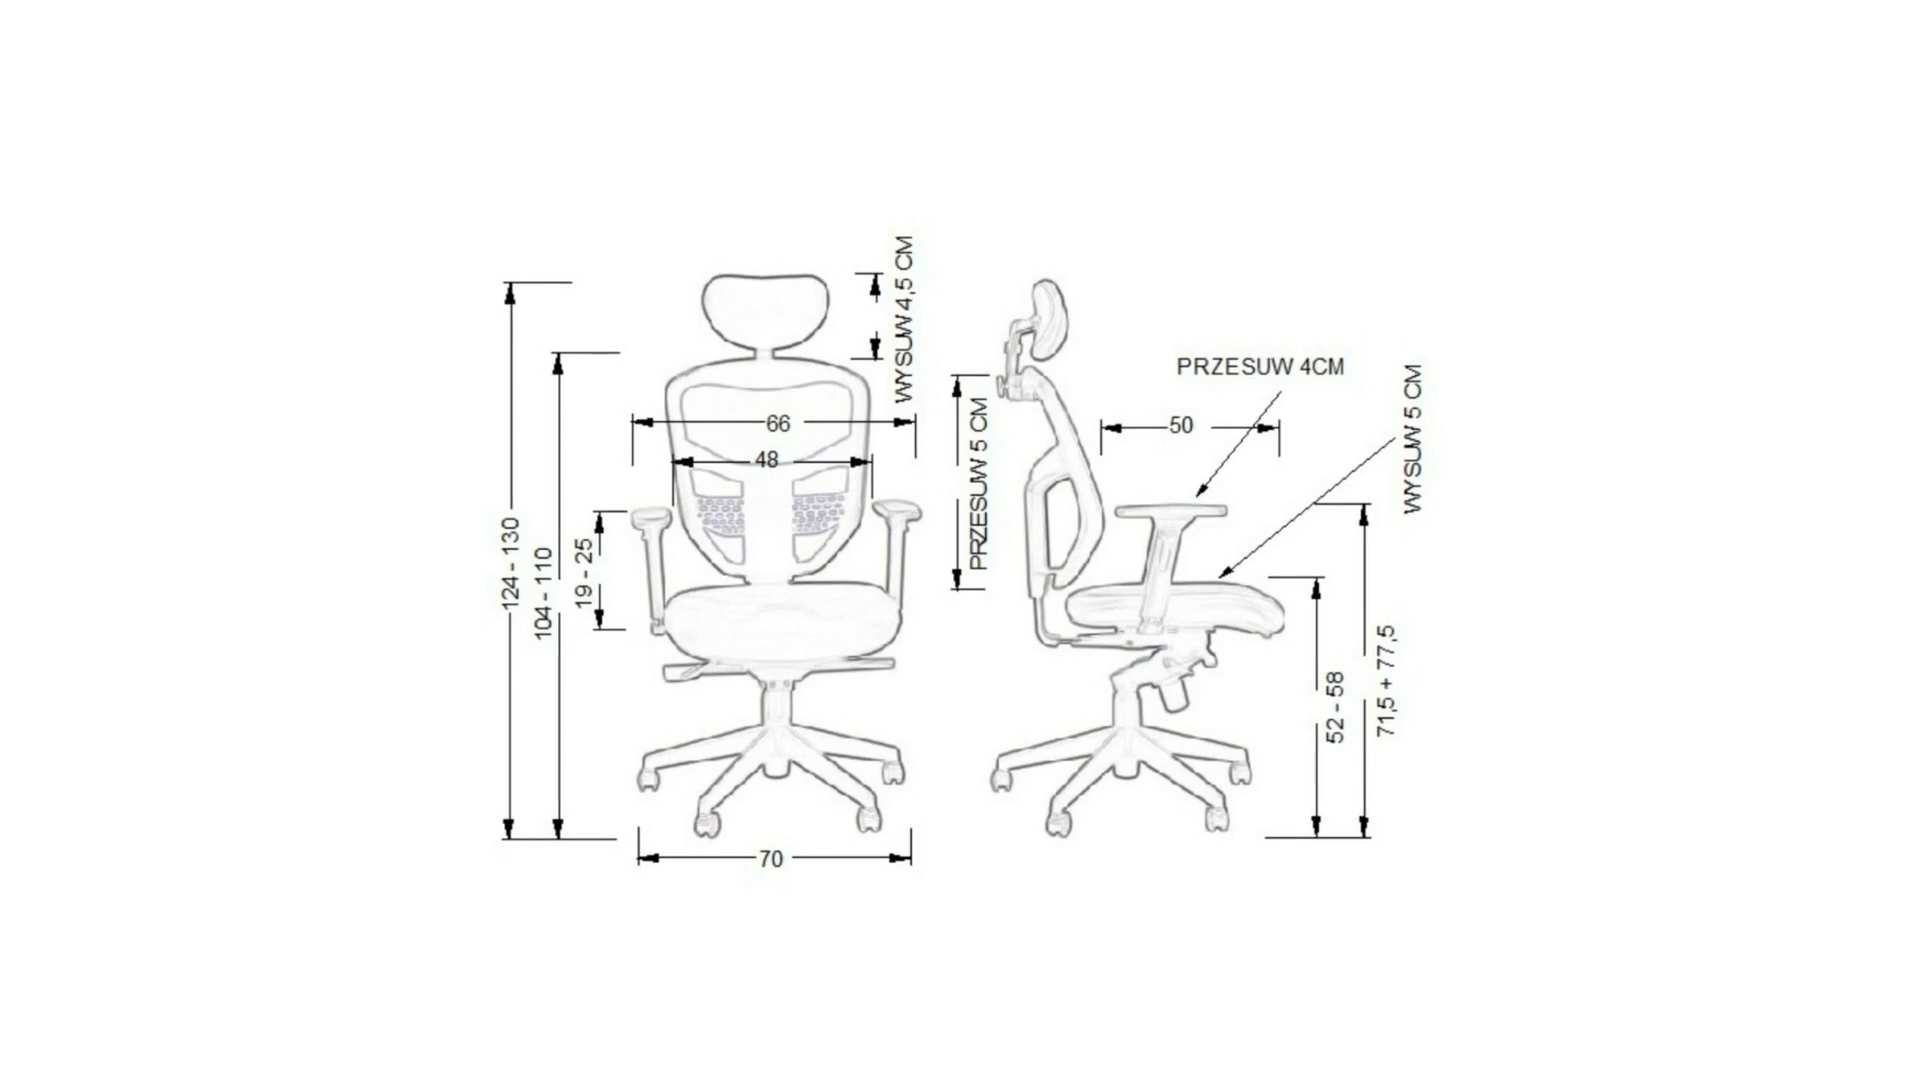 WYSUW 4,5 CM
66
48
124 - 130
104 - 110
19 - 25
70
PRZESUW 5 CM
PRZESUW 4CM
50
WYSUW 5 CM
52 - 58
71,5 + 77,5